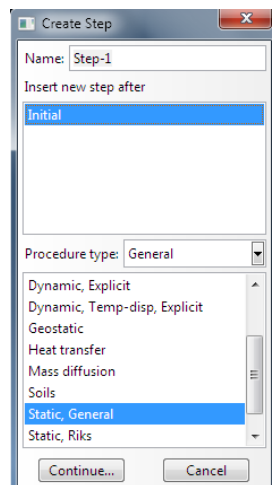 Create Step
Name: Step-1
Insert new step after
Initial
Procedure type: General
Dynamic, Explicit
Dynamic, Temp-disp, Explicit
Geostatic
Heat transfer
Mass diffusion
Soils
Static, General
Static, Riks
Continue... Cancel